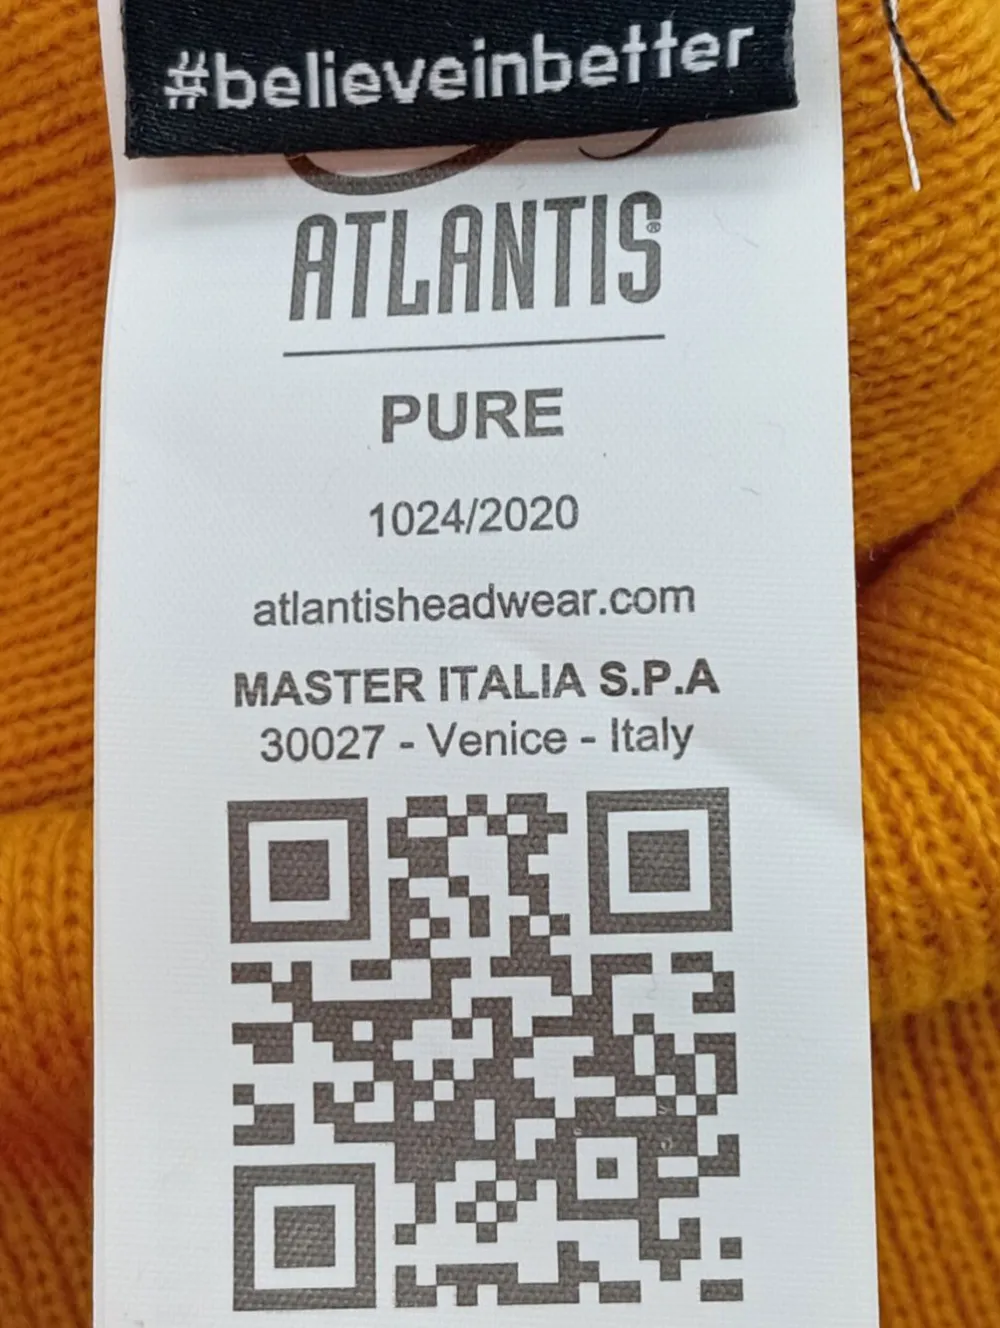 #believeinbetter
ATLANTIS®
PURE
1024/2020
atlantisheadwear.com
MASTER ITALIA S.P.A
30027 - Venice - Italy